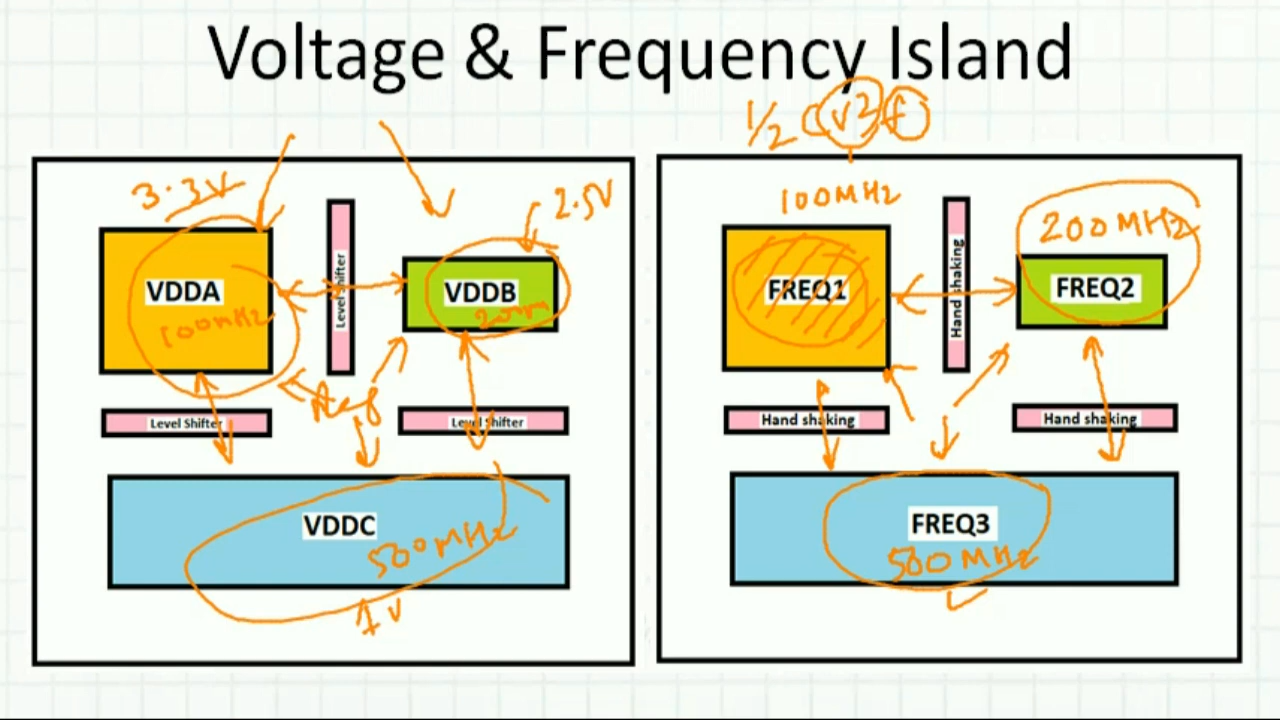 Voltage & Frequency Island
1/2 C V2 f
3.3V
2.5V
VDDA
100MHz
Level Shifter
VDDB
Level Shifter
Level Shifter
VDDC
500MHz
1V
100MHz
200MHz
FREQ1
Hand shaking
FREQ2
Hand shaking
Hand shaking
FREQ3
500MHz